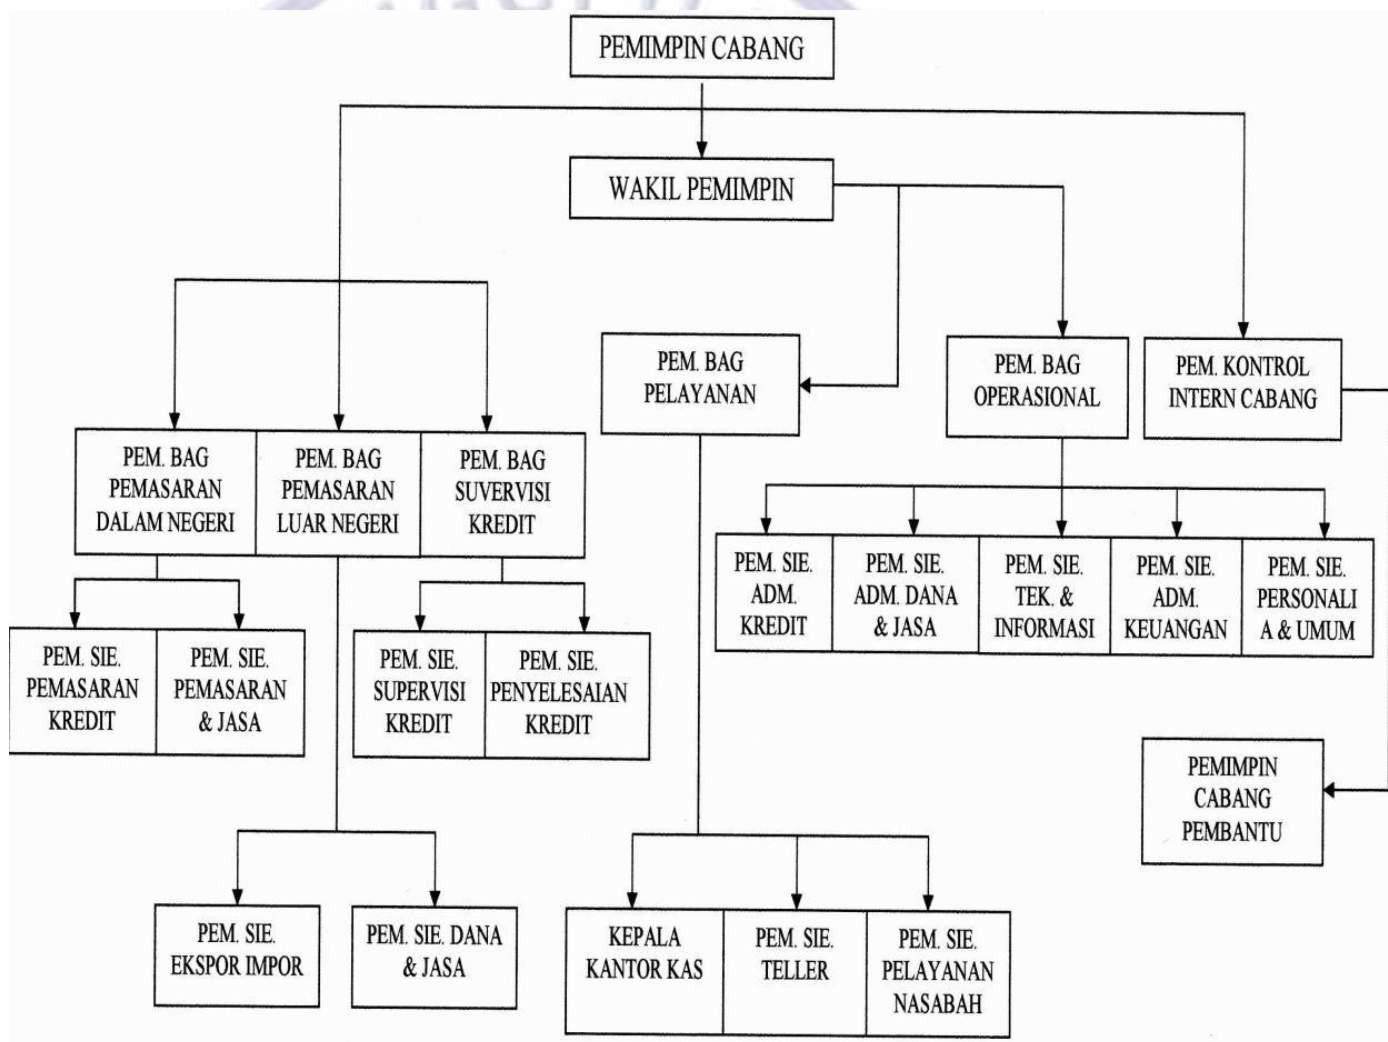 PEMIMPIN CABANG
WAKIL PEMIMPIN
PEM. BAG
PELAYANAN
PEM. BAG
OPERASIONAL
PEM. KONTROL
INTERN CABANG
PEM. BAG
PEMASARAN
DALAM NEGERI
PEM. BAG
PEMASARAN
LUAR NEGERI
PEM. BAG
SUVERVISI
KREDIT
PEM. SIE.
ADM.
KREDIT
PEM. SIE.
ADM. DANA
& JASA
PEM. SIE.
TEK. &
INFORMASI
PEM. SIE.
ADM.
KEUANGAN
PEM. SIE.
PERSONALI
A & UMUM
PEM. SIE.
PEMASARAN
KREDIT
PEM. SIE.
PEMASARAN
& JASA
PEM. SIE.
SUPERVISI
KREDIT
PEM. SIE.
PENYELESAIAN
KREDIT
PEMIMPIN
CABANG
PEMBANTU
PEM. SIE.
EKSPOR IMPOR
PEM. SIE. DANA
& JASA
KEPALA
KANTOR KAS
PEM. SIE.
TELLER
PEM. SIE.
PELAYANAN
NASABAH